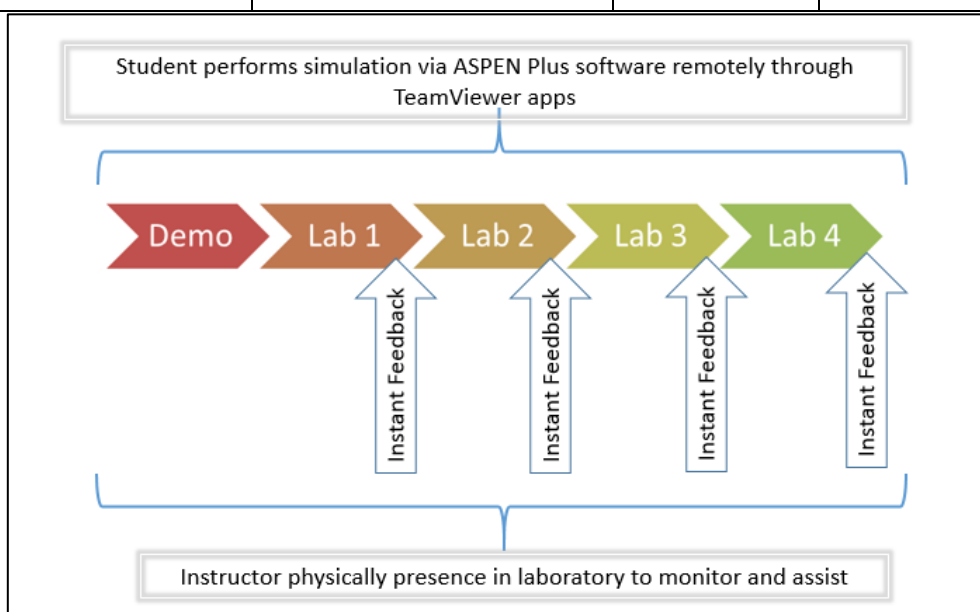 Student performs simulation via ASPEN Plus software remotely through
TeamViewer apps
Demo
Lab 1
Lab 2
Lab 3
Lab 4
Instant Feedback
Instant Feedback
Instant Feedback
Instant Feedback
Instructor physically presence in laboratory to monitor and assist